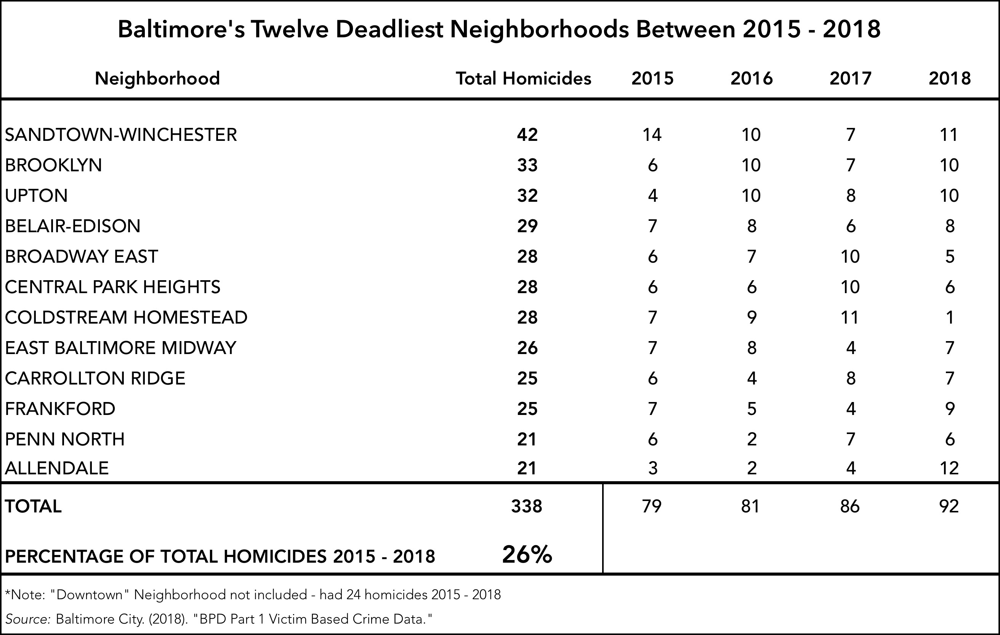 Baltimore's Twelve Deadliest Neighborhoods Between 2015 - 2018
Neighborhood Total Homicides 2015 2016 2017 2018
SANDTOWN-WINCHESTER 42 14 10 7 11
BROOKLYN 33 6 10 7 10
UPTON 32 4 10 8 10
BELAIR-EDISON 29 7 8 6 8
BROADWAY EAST 28 6 7 10 5
CENTRAL PARK HEIGHTS 28 6 6 10 6
COLDSTREAM HOMESTEAD 28 7 9 11 1
EAST BALTIMORE MIDWAY 26 7 8 4 7
CARROLLTON RIDGE 25 6 4 8 7
FRANKFORD 25 7 5 4 9
PENN NORTH 21 6 2 7 6
ALLENDALE 21 3 2 4 12
TOTAL 338 79 81 86 92
PERCENTAGE OF TOTAL HOMICIDES 2015 - 2018 26%
*Note: "Downtown" Neighborhood not included - had 24 homicides 2015 - 2018
Source: Baltimore City. (2018). "BPD Part 1 Victim Based Crime Data."